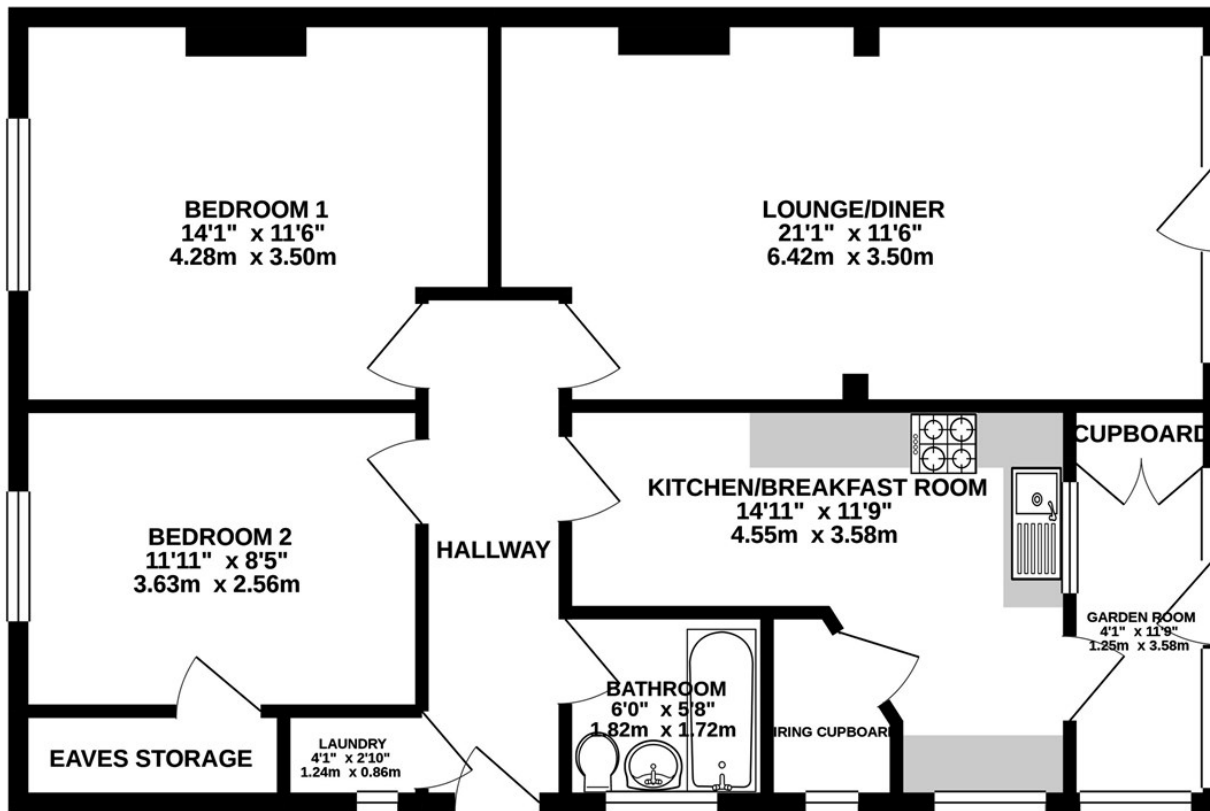 BEDROOM 1
14'1" x 11'6"
4.28m x 3.50m
LOUNGE/DINER
21'1" x 11'6"
6.42m x 3.50m
CUPBOARD
KITCHEN/BREAKFAST ROOM
14'11" x 11'9"
4.55m x 3.58m
BEDROOM 2
11'11" x 8'5"
3.63m x 2.56m
HALLWAY
GARDEN ROOM
4'1" x 11'9"
1.25m x 3.58m
BATHROOM
6'0" x 5'8"
1.82m x 1.72m
IRING CUPBOARD
EAVES STORAGE
LAUNDRY
4'1" x 2'10"
1.24m x 0.86m